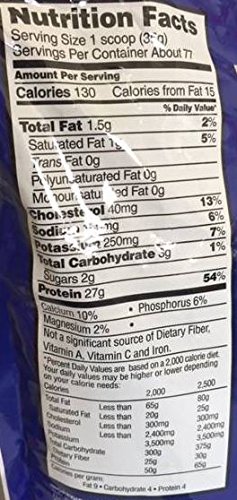 Nutrition Facts
Serving Size 1 scoop
Servings Per Container About 77
Amount Per Serving
Calories 130 Calories from Fat 15
% Daily Value*
Total Fat 1.5g 2%
Saturated Fat 5%
Trans Fat 0g
Polyunsaturated Fat 0g
Monounsaturated Fat 0g
Cholesterol 40mg 13%
Sodium 6%
Potassium 250mg 7%
Total Carbohydrate 3g 1%
Sugars 2g
Protein 27g 54%
Calcium 10% • Phosphorus 6%
Magnesium 2% •
Not a significant source of Dietary Fiber,
Vitamin A, Vitamin C and Iron.
*Percent Daily Values are based on a 2,000 calorie diet.
Your daily values may be higher or lower depending
on your calorie needs:
Calories 2,000 2,500
Total Fat Less than 65g 80g
Saturated Fat Less than 20g 25g
Cholesterol Less than 300mg 300mg
Sodium Less than 2,400mg 2,400mg
Potassium 3,500mg 3,500mg
Total Carbohydrate 300g 375g
Dietary Fiber 25g 30g
Protein 50g 65g
Calories per gram:
Fat 9 • Carbohydrate 4 • Protein 4